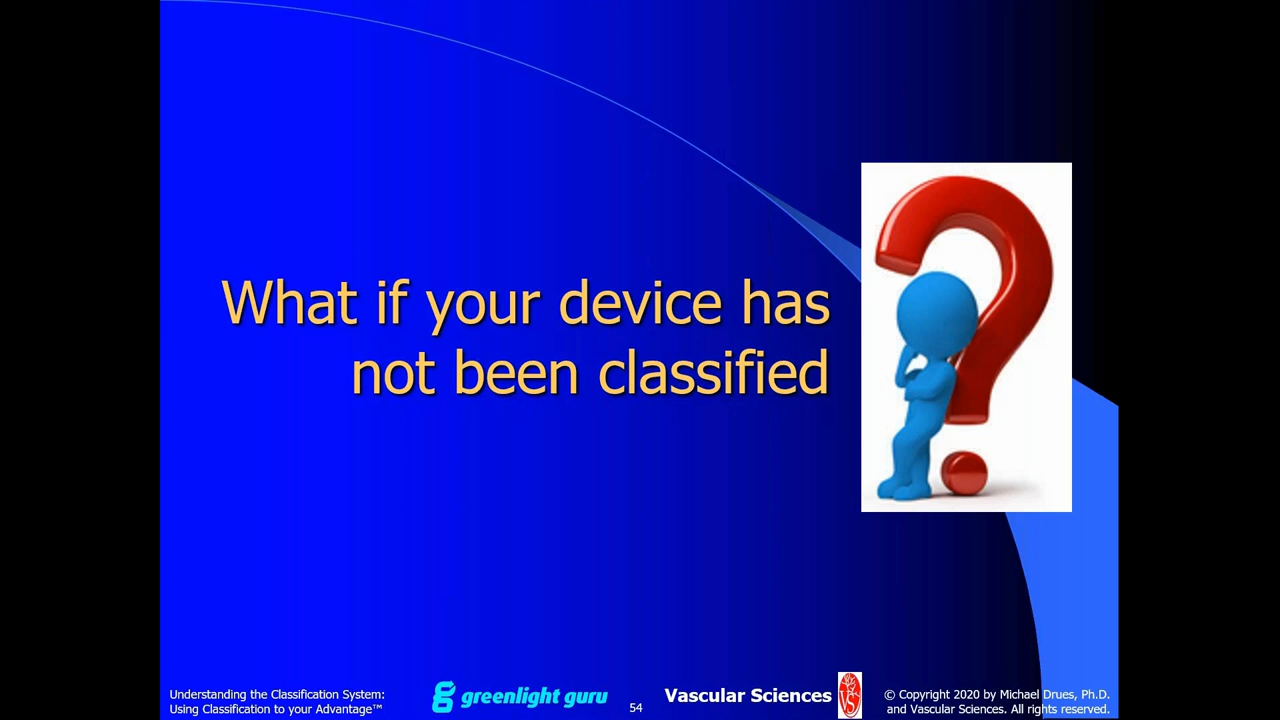 What if your device has
not been classified
Understanding the Classification System:
Using Classification to your Advantage™
greenlight guru
54
Vascular Sciences
VS
© Copyright 2020 by Michael Drues, Ph.D.
and Vascular Sciences. All rights reserved.